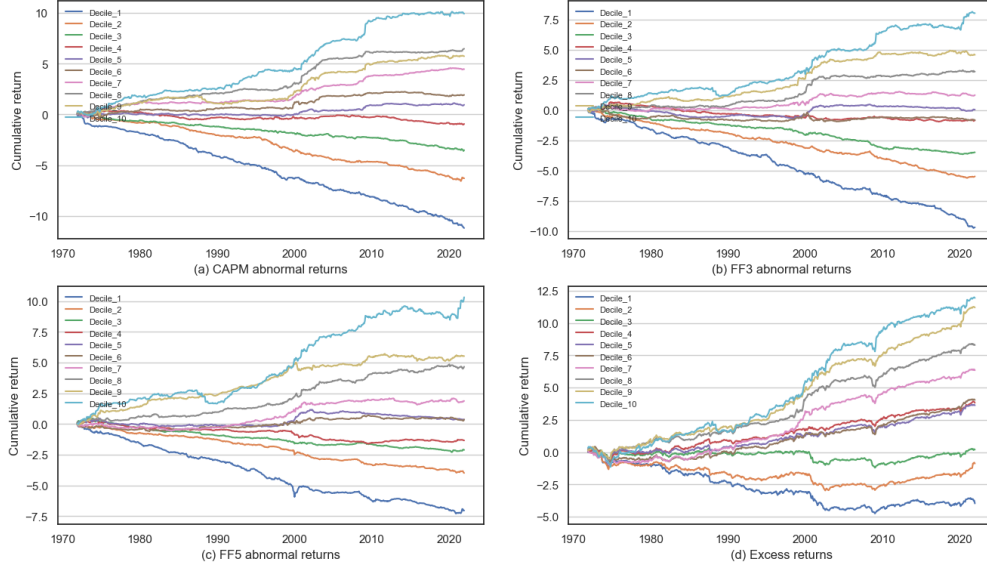 Cumulative return
10
5
0
−5
−10
Decile_1
Decile_2
Decile_3
Decile_4
Decile_5
Decile_6
Decile_7
Decile_8
Decile_9
Decile_10
1970 1980 1990 2000 2010 2020
(a) CAPM abnormal returns
Cumulative return
7.5
5.0
2.5
0.0
−2.5
−5.0
−7.5
−10.0
Decile_1
Decile_2
Decile_3
Decile_4
Decile_5
Decile_6
Decile_7
Decile_8
Decile_9
Decile_10
1970 1980 1990 2000 2010 2020
(b) FF3 abnormal returns
Cumulative return
10.0
7.5
5.0
2.5
0.0
−2.5
−5.0
−7.5
Decile_1
Decile_2
Decile_3
Decile_4
Decile_5
Decile_6
Decile_7
Decile_8
Decile_9
Decile_10
1970 1980 1990 2000 2010 2020
(c) FF5 abnormal returns
Cumulative return
12.5
10.0
7.5
5.0
2.5
0.0
−2.5
−5.0
Decile_1
Decile_2
Decile_3
Decile_4
Decile_5
Decile_6
Decile_7
Decile_8
Decile_9
Decile_10
1970 1980 1990 2000 2010 2020
(d) Excess returns